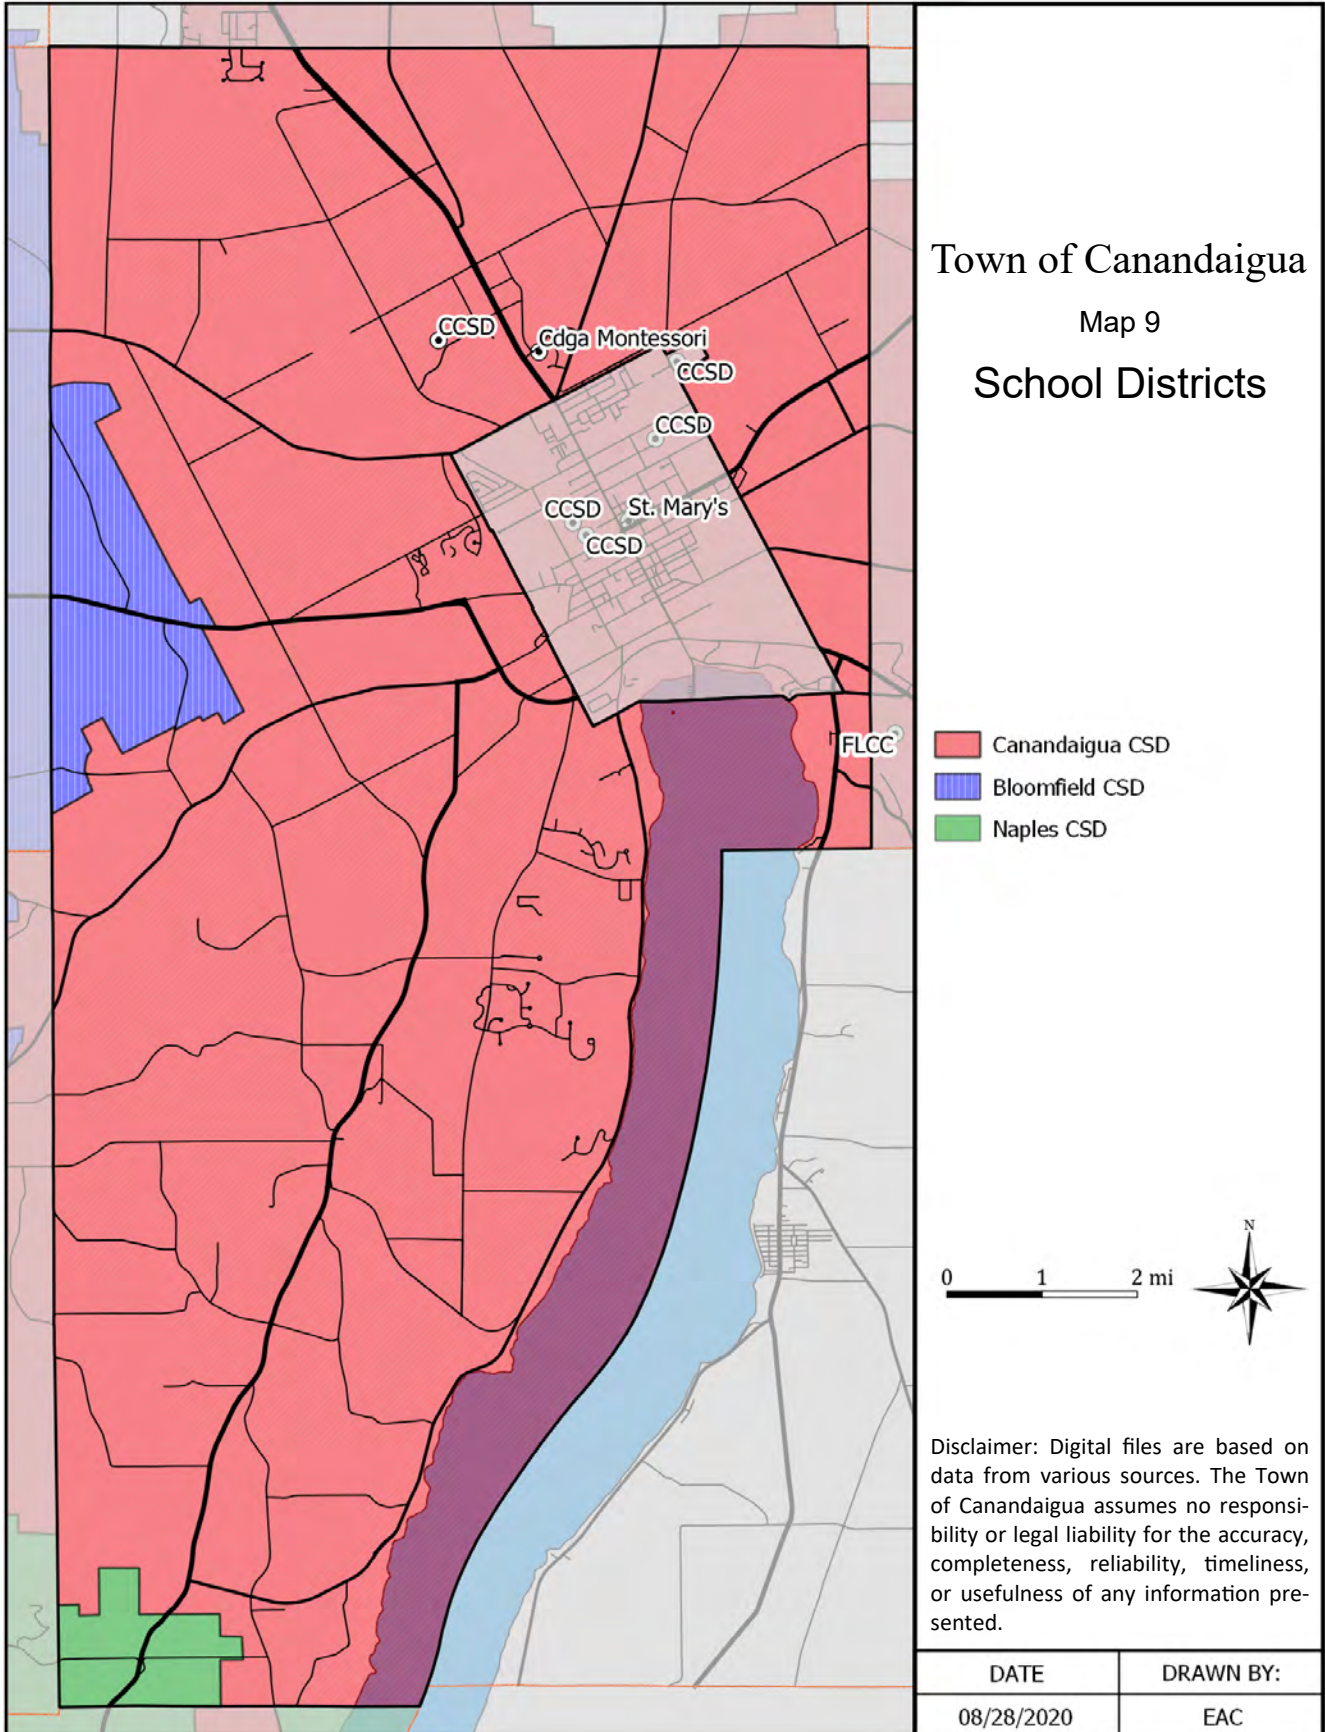 Town of Canandaigua
Map 9
School Districts
CCSD
Cdga Montessori
CCSD
CCSD
CCSD
St. Mary's
CCSD
FLCC
Canandaigua CSD
Bloomfield CSD
Naples CSD
N
0 1 2 mi
Disclaimer: Digital files are based on
data from various sources. The Town
of Canandaigua assumes no responsi-
bility or legal liability for the accuracy,
completeness, reliability, timeliness,
or usefulness of any information pre-
sented.
DATE DRAWN BY:
08/28/2020 EAC